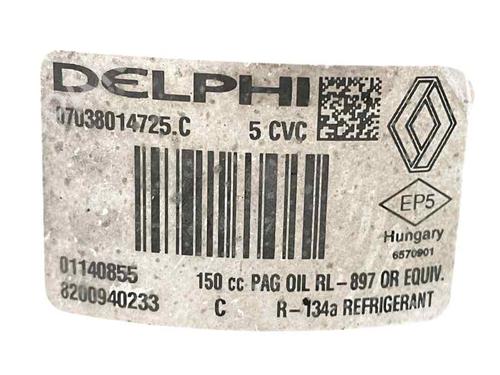 DELPHI
07038014725.C 5 CVC
EP5
Hungary
6570901
01140855
150 cc PAG OIL RL-897 OR EQUIV.
8200940233 C R-134a REFRIGERANT